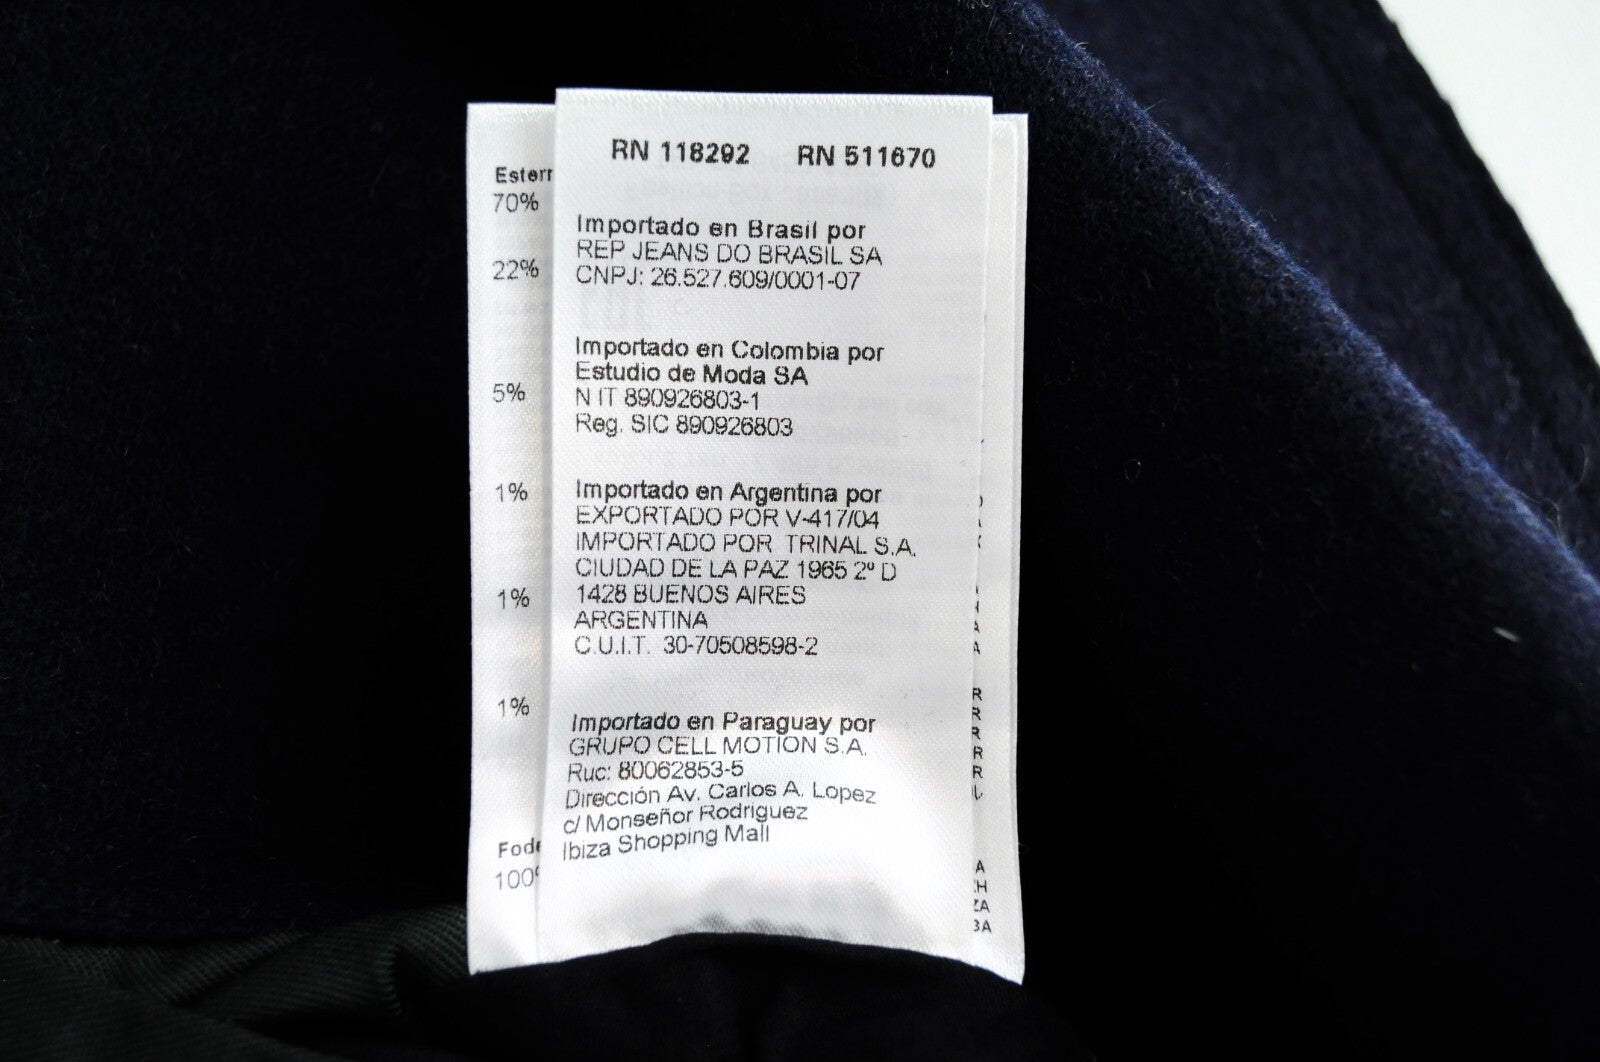 RN 118292 RN 511670
Importado en Brasil por
REP JEANS DO BRASIL SA
CNPJ: 26.527.609/0001-07
Importado en Colombia por
Estudio de Moda SA
N IT 890926803-1
Reg. SIC 890926803
Importado en Argentina por
EXPORTADO POR V-417/04
IMPORTADO POR TRINAL S.A.
CIUDAD DE LA PAZ 1965 2º D
1428 BUENOS AIRES
ARGENTINA
C.U.I.T. 30-70508598-2
Importado en Paraguay por
GRUPO CELL MOTION S.A.
Ruc: 80062853-5
Dirección Av. Carlos A. Lopez
c/ Monseñor Rodriguez
Ibiza Shopping Mall
70%
22%
5%
1%
1%
1%